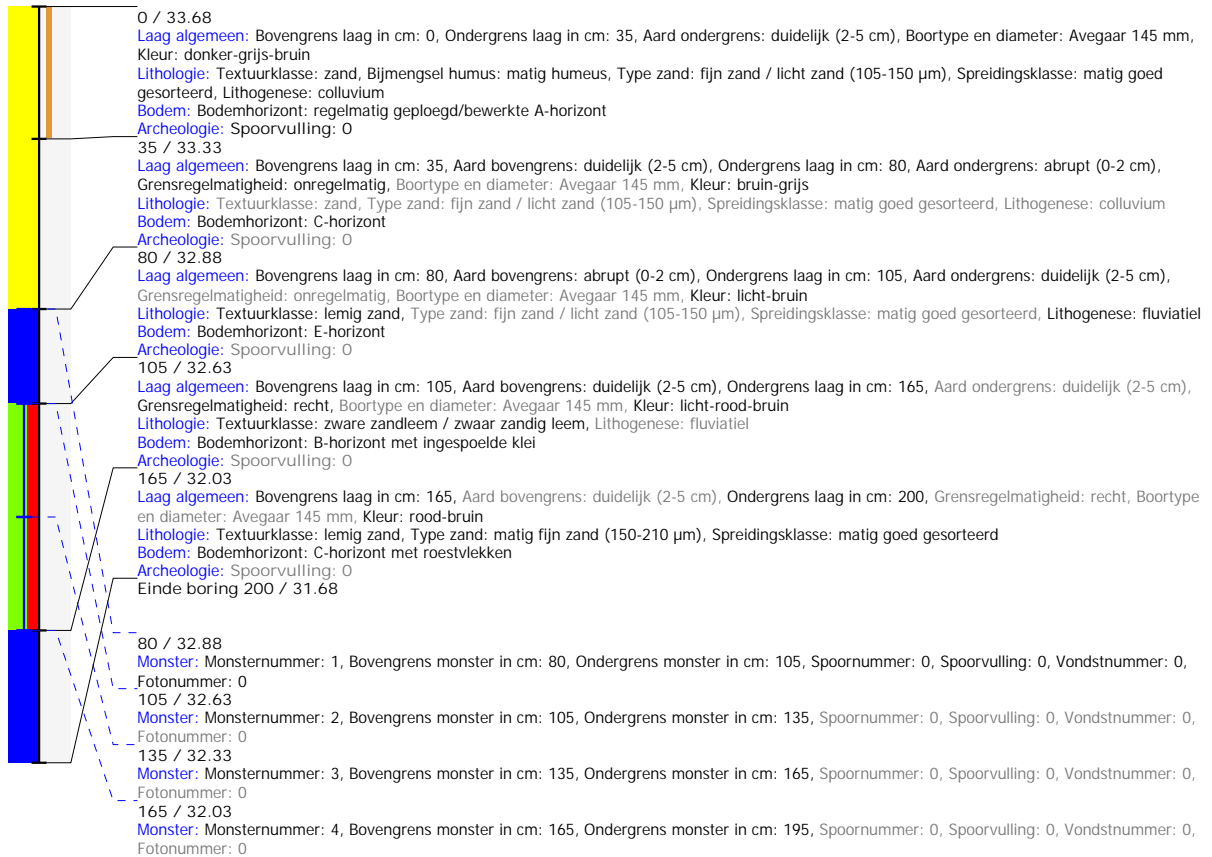 0 / 33.68
Laag algemeen: Bovengrens laag in cm: 0, Ondergrens laag in cm: 35, Aard ondergrens: duidelijk (2-5 cm), Boortype en diameter: Avegaar 145 mm,
Kleur: donker-grijs-bruin
Lithologie: Textuurklasse: zand, Bijmengsel humus: matig humeus, Type zand: fijn zand / licht zand (105-150 µm), Spreidingsklasse: matig goed
gesorteerd, Lithogenese: colluvium
Bodem: Bodemhorizont: regelmatig geploegd/bewerkte A-horizont
Archeologie: Spoorvulling: 0
35 / 33.33
Laag algemeen: Bovengrens laag in cm: 35, Aard bovengrens: duidelijk (2-5 cm), Ondergrens laag in cm: 80, Aard ondergrens: abrupt (0-2 cm),
Grensregelmatigheid: onregelmatig, Boortype en diameter: Avegaar 145 mm, Kleur: bruin-grijs
Lithologie: Textuurklasse: zand, Type zand: fijn zand / licht zand (105-150 µm), Spreidingsklasse: matig goed gesorteerd, Lithogenese: colluvium
Bodem: Bodemhorizont: C-horizont
Archeologie: Spoorvulling: 0
80 / 32.88
Laag algemeen: Bovengrens laag in cm: 80, Aard bovengrens: abrupt (0-2 cm), Ondergrens laag in cm: 105, Aard ondergrens: duidelijk (2-5 cm),
Grensregelmatigheid: onregelmatig, Boortype en diameter: Avegaar 145 mm, Kleur: licht-bruin
Lithologie: Textuurklasse: lemig zand, Type zand: fijn zand / licht zand (105-150 µm), Spreidingsklasse: matig goed gesorteerd, Lithogenese: fluviatiel
Bodem: Bodemhorizont: E-horizont
Archeologie: Spoorvulling: 0
105 / 32.63
Laag algemeen: Bovengrens laag in cm: 105, Aard bovengrens: duidelijk (2-5 cm), Ondergrens laag in cm: 165, Aard ondergrens: duidelijk (2-5 cm),
Grensregelmatigheid: recht, Boortype en diameter: Avegaar 145 mm, Kleur: licht-rood-bruin
Lithologie: Textuurklasse: zware zandleem / zwaar zandig leem, Lithogenese: fluviatiel
Bodem: Bodemhorizont: B-horizont met ingespoelde klei
Archeologie: Spoorvulling: 0
165 / 32.03
Laag algemeen: Bovengrens laag in cm: 165, Aard bovengrens: duidelijk (2-5 cm), Ondergrens laag in cm: 200, Grensregelmatigheid: recht, Boortype
en diameter: Avegaar 145 mm, Kleur: rood-bruin
Lithologie: Textuurklasse: lemig zand, Type zand: matig fijn zand (150-210 µm), Spreidingsklasse: matig goed gesorteerd
Bodem: Bodemhorizont: C-horizont met roestvlekken
Archeologie: Spoorvulling: 0
Einde boring 200 / 31.68
80 / 32.88
Monster: Monsternummer: 1, Bovengrens monster in cm: 80, Ondergrens monster in cm: 105, Spoornummer: 0, Spoorvulling: 0, Vondstnummer: 0,
Fotonummer: 0
105 / 32.63
Monster: Monsternummer: 2, Bovengrens monster in cm: 105, Ondergrens monster in cm: 135, Spoornummer: 0, Spoorvulling: 0, Vondstnummer: 0,
Fotonummer: 0
135 / 32.33
Monster: Monsternummer: 3, Bovengrens monster in cm: 135, Ondergrens monster in cm: 165, Spoornummer: 0, Spoorvulling: 0, Vondstnummer: 0,
Fotonummer: 0
165 / 32.03
Monster: Monsternummer: 4, Bovengrens monster in cm: 165, Ondergrens monster in cm: 195, Spoornummer: 0, Spoorvulling: 0, Vondstnummer: 0,
Fotonummer: 0